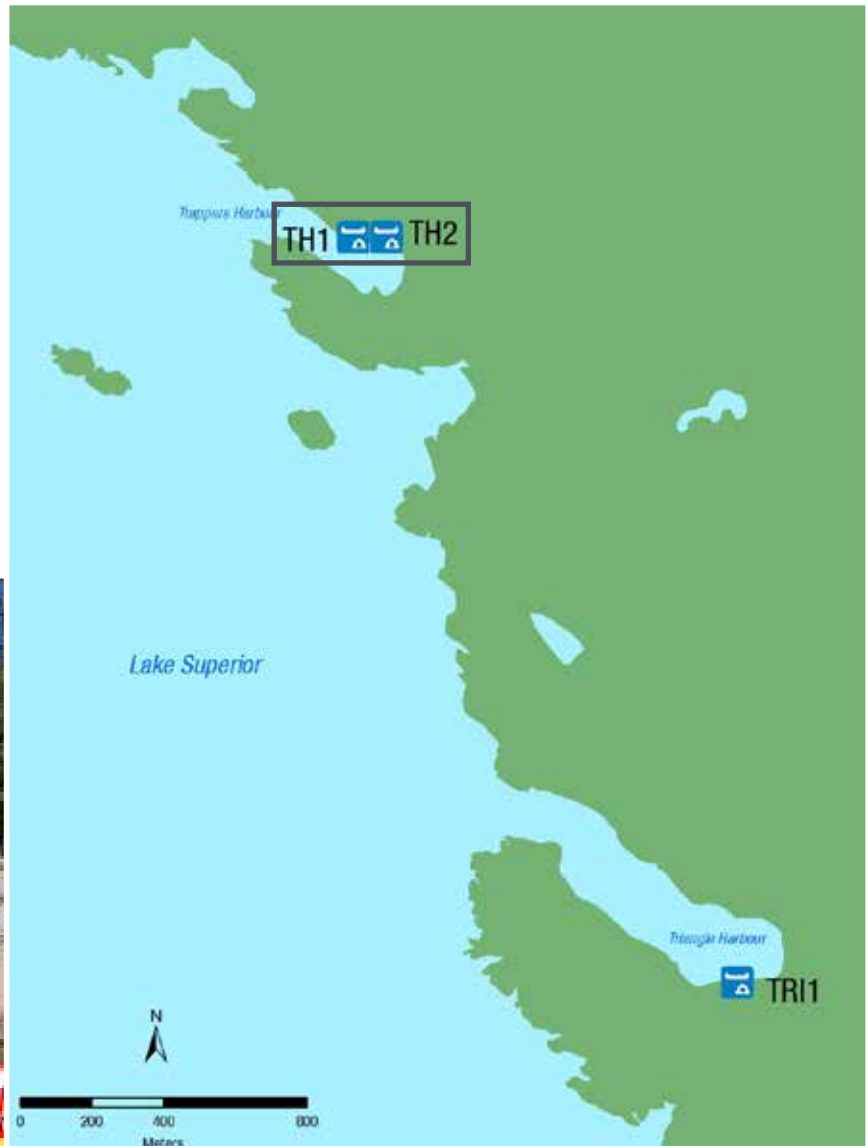 Trappers Harbour
TH1 TH2
Lake Superior
Triangle Harbour
TRI1
N
0 200 400 800
Meters